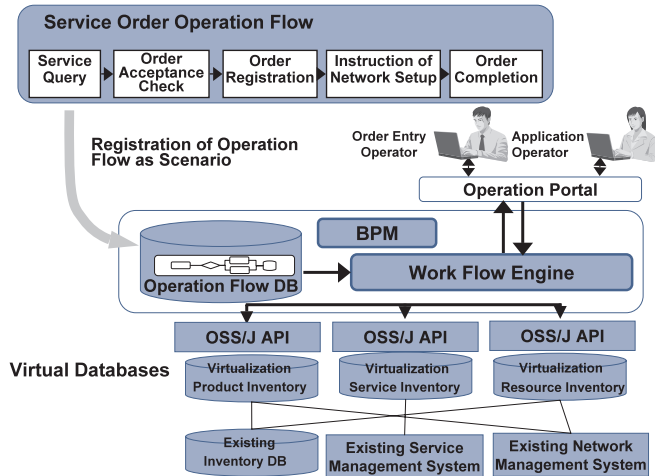 Service Order Operation Flow
Service
Query
Order
Acceptance
Check
Order
Registration
Instruction of
Network Setup
Order
Completion
Registration of Operation
Flow as Scenario
Order Entry
Operator
Application
Operator
Operation Portal
BPM
Operation Flow DB
Work Flow Engine
OSS/J API
OSS/J API
OSS/J API
Virtual Databases
Virtualization
Product Inventory
Virtualization
Service Inventory
Virtualization
Resource Inventory
Existing
Inventory DB
Existing Service
Management System
Existing Network
Management System